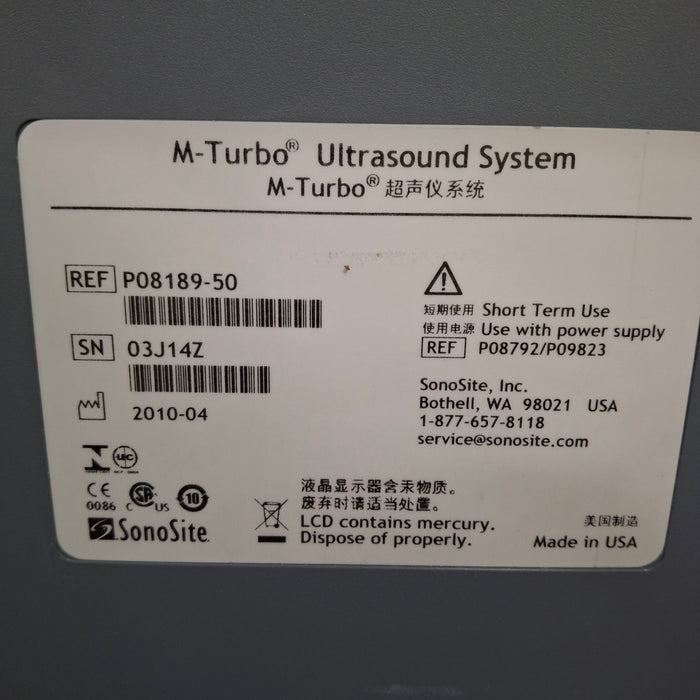 M-Turbo® Ultrasound System
M-Turbo® 超声仪系统
REF P08189-50
SN 03J14Z
2010-04
短期使用 Short Term Use
使用电源 Use with power supply
REF P08792/P09823
SonoSite, Inc.
Bothell, WA 98021 USA
1-877-657-8118
service@sonosite.com
UC
CE
0086
C SA US
10
SonoSite
液晶显示器含汞物质。
废弃时请适当处置。
LCD contains mercury.
Dispose of properly.
美国制造
Made in USA